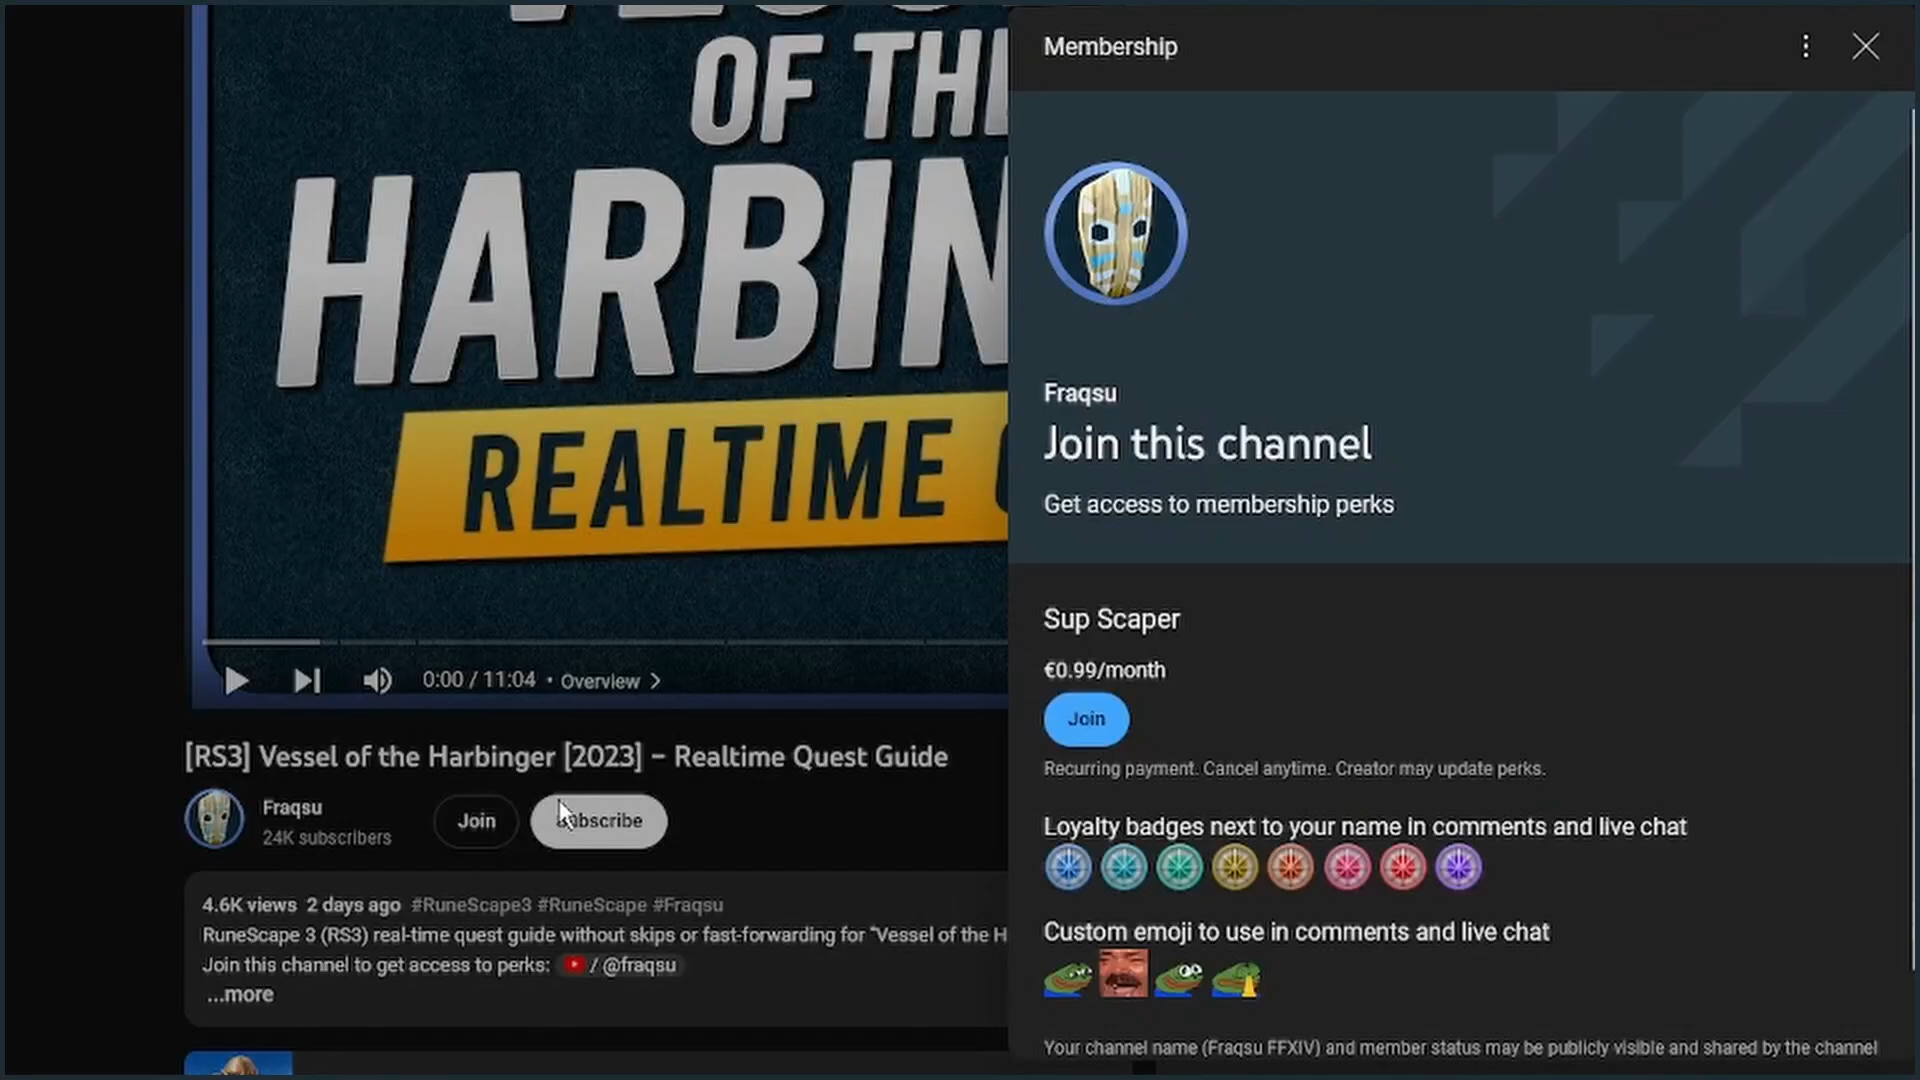 OF THE
HARBIN
REALTIME
0:00 / 11:04 • Overview
[RS3] Vessel of the Harbinger [2023] – Realtime Quest Guide
Fraqsu
24K subscribers
Join
Subscribe
4.6K views 2 days ago #RuneScape3 #RuneScape #Fraqsu
RuneScape 3 (RS3) real-time quest guide without skips or fast-forwarding for “Vessel of the H
Join this channel to get access to perks: / @fraqsu
...more
Membership
Fraqsu
Join this channel
Get access to membership perks
Sup Scaper
€0.99/month
Join
Recurring payment. Cancel anytime. Creator may update perks.
Loyalty badges next to your name in comments and live chat
Custom emoji to use in comments and live chat
Your channel name (Fraqsu FFXIV) and member status may be publicly visible and shared by the channel